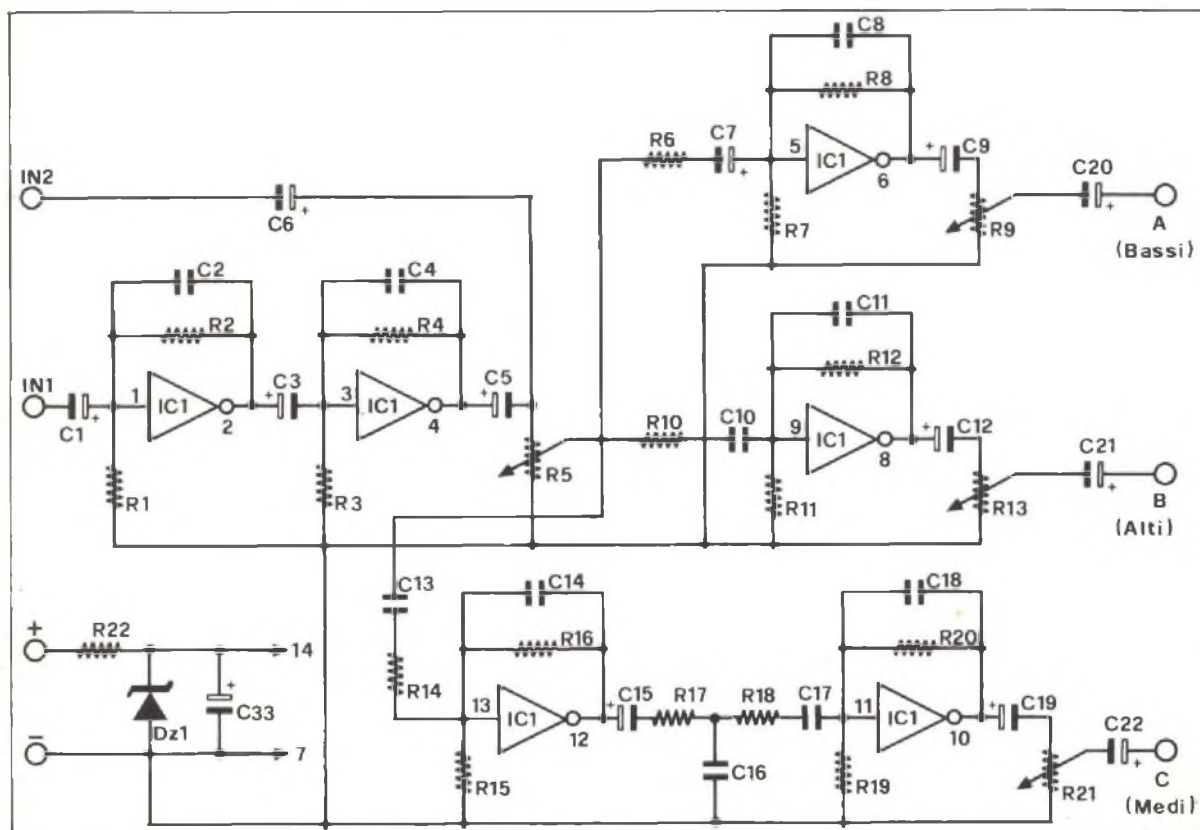 C8
R8
R6
C7
5
IC1
6
C9
C20
A
(Bassi)
R7
R9
IN2
C6
C2
R2
C4
R4
C11
R12
IN1
C1
1
IC1
2
C3
3
IC1
4
C5
R10
C10
9
IC1
8
C12
C21
B
(Alti)
R1
R3
R5
R11
R13
C13
C14
R16
C18
R20
+
R22
14
R14
13
IC1
12
C15
R17
R18
C17
11
IC1
10
C19
C22
C
(Medi)
+
C33
Dz1
–
7
R15
C16
R19
R21